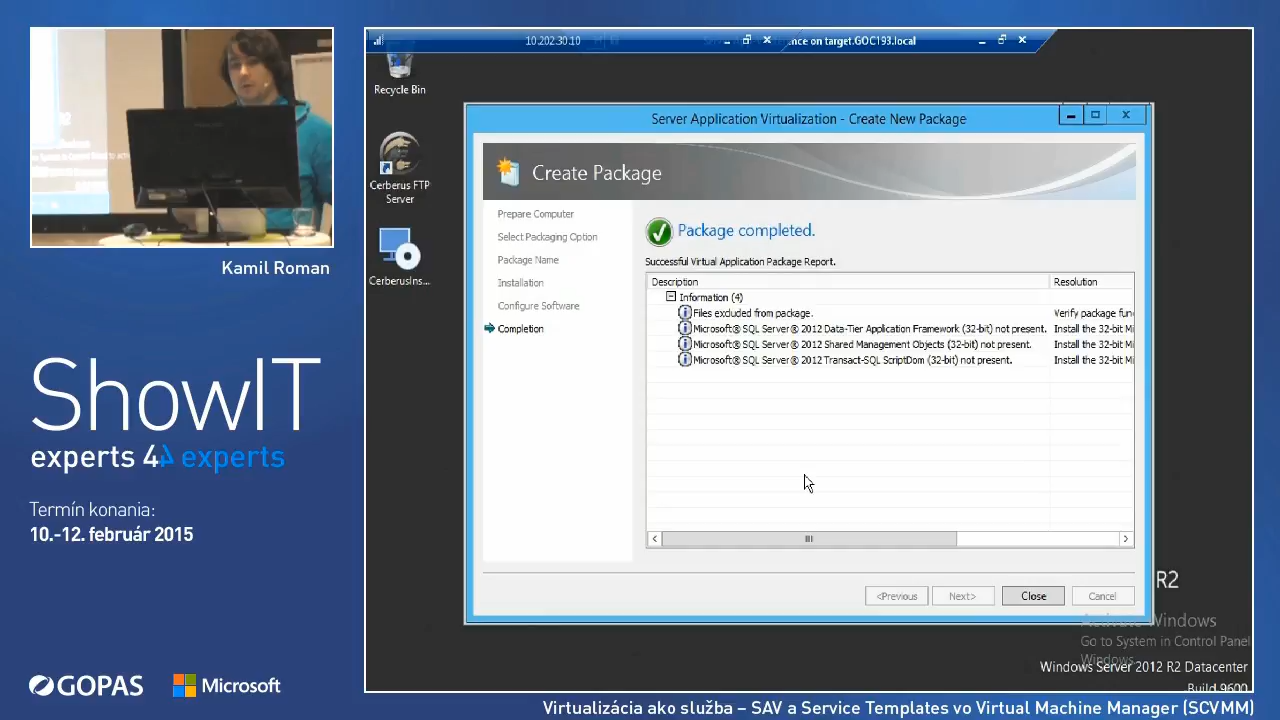 Kamil Roman
ShowIT
experts 4 experts
Termín konania:
10.-12. február 2015
GOPAS
Microsoft
10.202.30.10
nce on target.GOC193.local
Recycle Bin
Cerberus FTP
Server
CerberusIns...
Server Application Virtualization - Create New Package
Create Package
Prepare Computer
Select Packaging Option
Package Name
Installation
Configure Software
Completion
Package completed.
Successful Virtual Application Package Report.
Description
Resolution
Information (4)
Files excluded from package.
Verify package fun
Microsoft® SQL Server® 2012 Data-Tier Application Framework (32-bit) not present.
Install the 32-bit Mi
Microsoft® SQL Server® 2012 Shared Management Objects (32-bit) not present.
Install the 32-bit Mi
Microsoft® SQL Server® 2012 Transact-SQL ScriptDom (32-bit) not present.
Install the 32-bit Mi
<Previous
Next>
Close
Cancel
R2
Activate Windows
Go to System in Control Panel
Windows.
Windows Server 2012 R2 Datacenter
Build 9600
Virtualizácia ako služba – SAV a Service Templates vo Virtual Machine Manager (SCVMM)